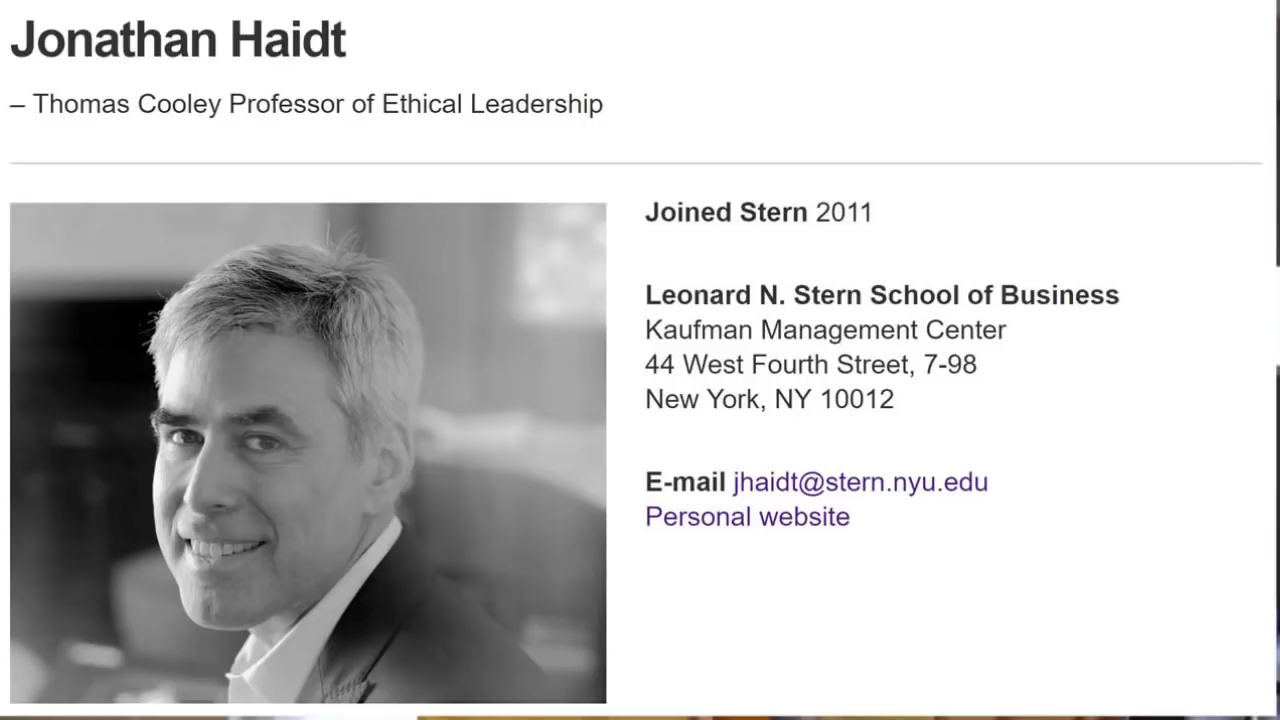 Jonathan Haidt
– Thomas Cooley Professor of Ethical Leadership
Joined Stern 2011
Leonard N. Stern School of Business
Kaufman Management Center
44 West Fourth Street, 7-98
New York, NY 10012
E-mail jhaidt@stern.nyu.edu
Personal website